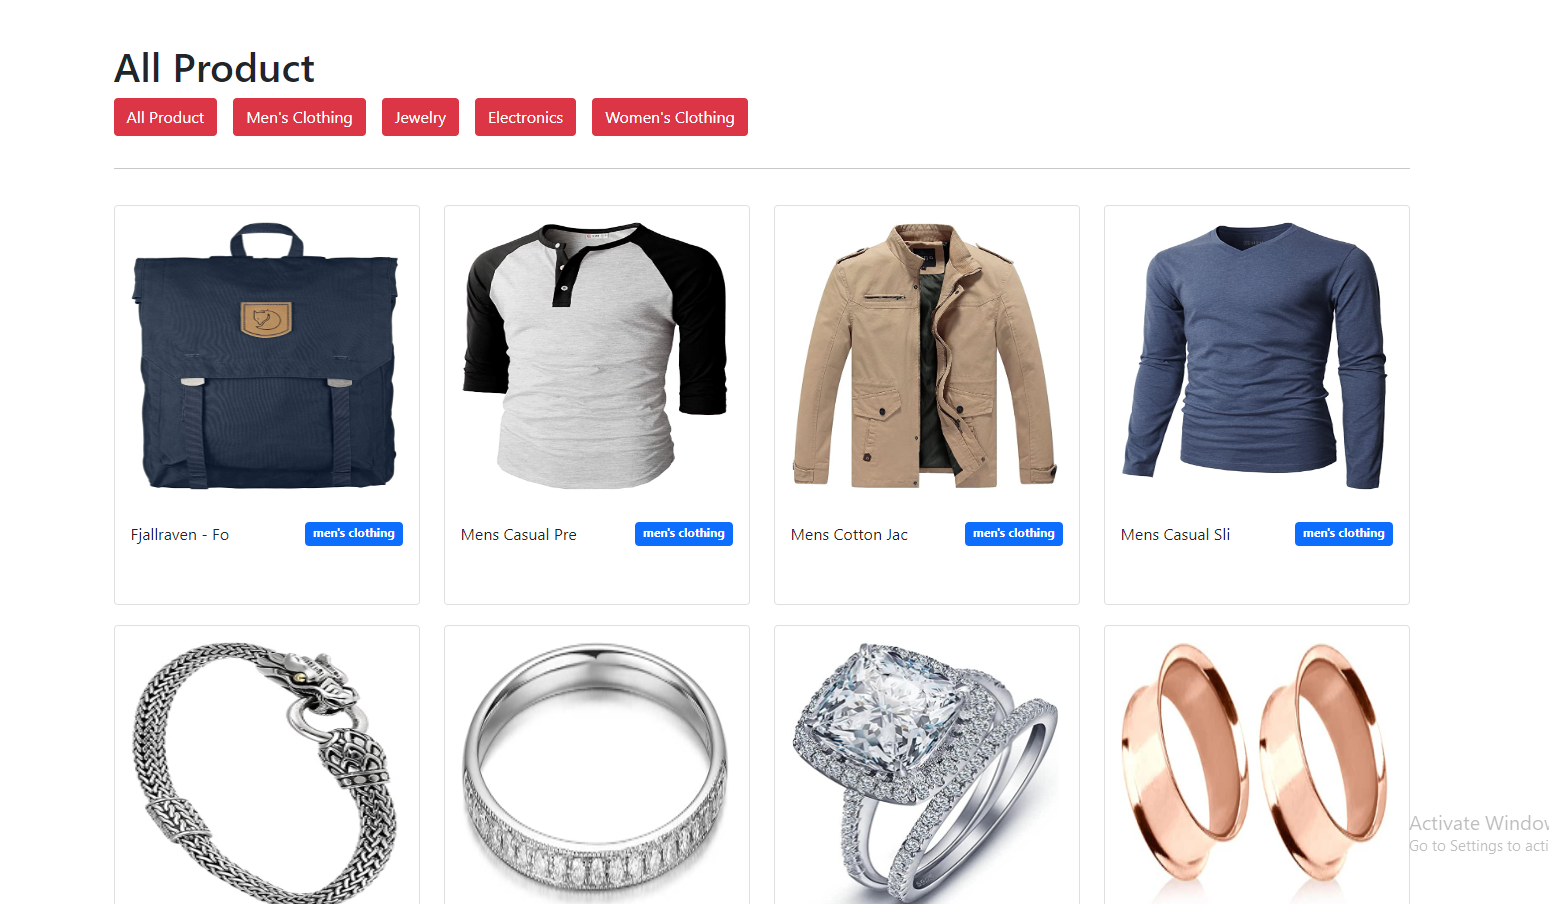 All Product
All Product
Men's Clothing
Jewelry
Electronics
Women's Clothing
Fjallraven - Fo
men's clothing
Mens Casual Pre
men's clothing
Mens Cotton Jac
men's clothing
Mens Casual Sli
men's clothing
Activate Window
Go to Settings to acti